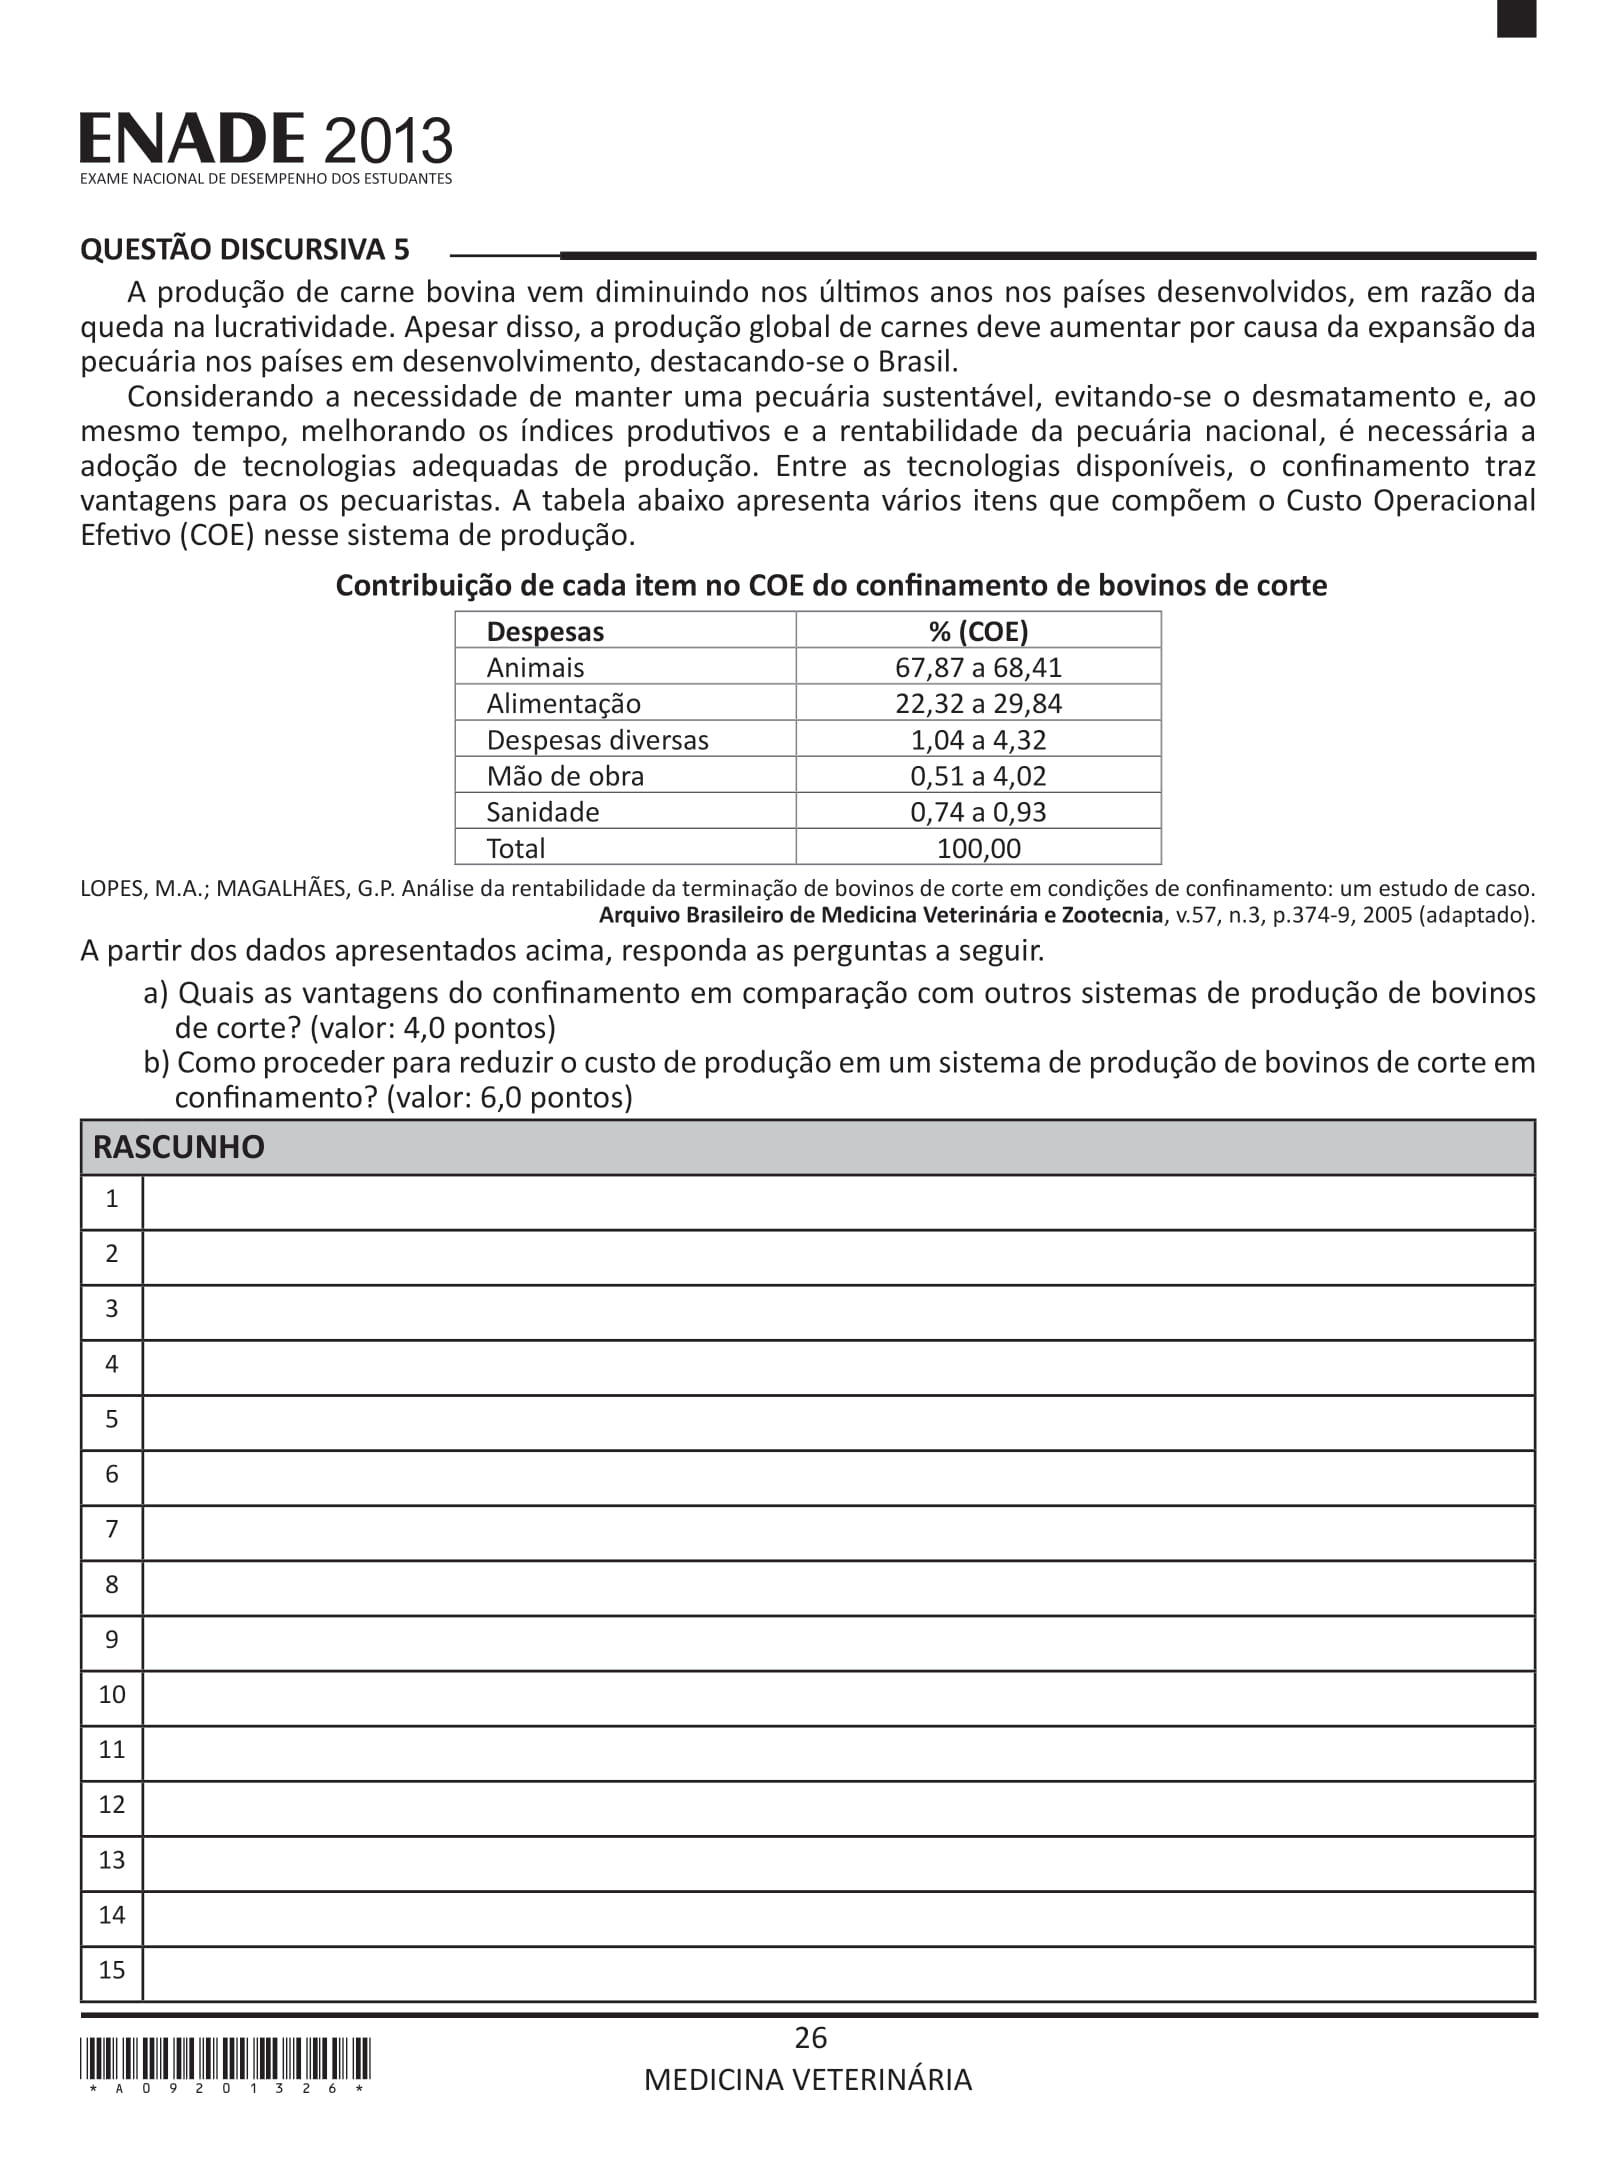 ENADE 2013
EXAME NACIONAL DE DESEMPENHO DOS ESTUDANTES
QUESTÃO DISCURSIVA 5
A produção de carne bovina vem diminuindo nos últimos anos nos países desenvolvidos, em razão da
queda na lucratividade. Apesar disso, a produção global de carnes deve aumentar por causa da expansão da
pecuária nos países em desenvolvimento, destacando-se o Brasil.
Considerando a necessidade de manter uma pecuária sustentável, evitando-se o desmatamento e, ao
mesmo tempo, melhorando os índices produtivos e a rentabilidade da pecuária nacional, é necessária a
adoção de tecnologias adequadas de produção. Entre as tecnologias disponíveis, o confinamento traz
vantagens para os pecuaristas. A tabela abaixo apresenta vários itens que compõem o Custo Operacional
Efetivo (COE) nesse sistema de produção.
Contribuição de cada item no COE do confinamento de bovinos de corte
Despesas % (COE)
Animais 67,87 a 68,41
Alimentação 22,32 a 29,84
Despesas diversas 1,04 a 4,32
Mão de obra 0,51 a 4,02
Sanidade 0,74 a 0,93
Total 100,00
LOPES, M.A.; MAGALHÃES, G.P. Análise da rentabilidade da terminação de bovinos de corte em condições de confinamento: um estudo de caso.
Arquivo Brasileiro de Medicina Veterinária e Zootecnia, v.57, n.3, p.374-9, 2005 (adaptado).
A partir dos dados apresentados acima, responda as perguntas a seguir.
a) Quais as vantagens do confinamento em comparação com outros sistemas de produção de bovinos
de corte? (valor: 4,0 pontos)
b) Como proceder para reduzir o custo de produção em um sistema de produção de bovinos de corte em
confinamento? (valor: 6,0 pontos)
RASCUNHO
1
2
3
4
5
6
7
8
9
10
11
12
13
14
15
26
MEDICINA VETERINÁRIA
* A 0 9 2 0 1 3 2 6 *